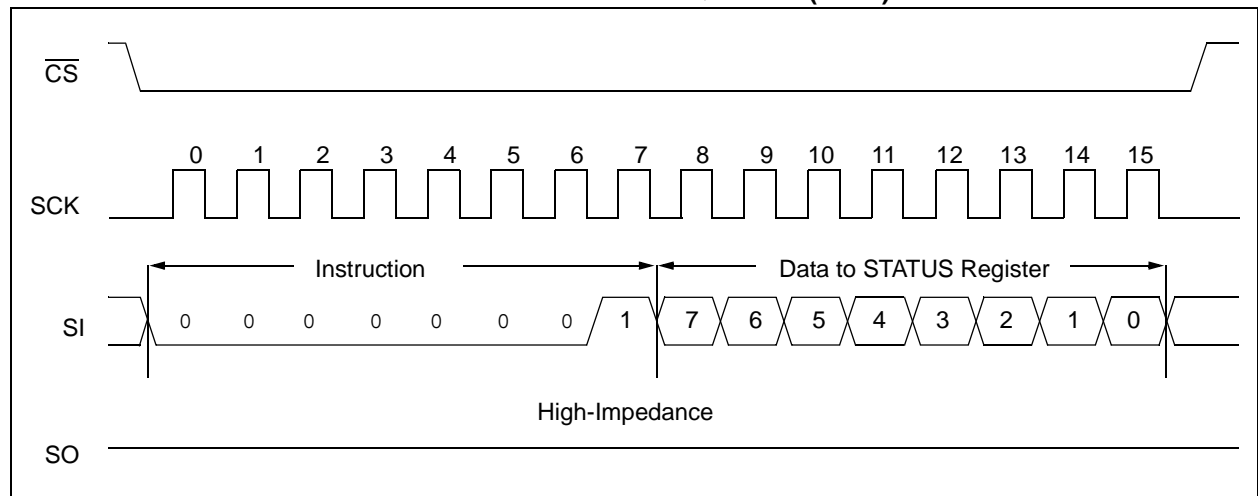 CS
0 1 2 3 4 5 6 7 8 9 10 11 12 13 14 15
SCK
Instruction Data to STATUS Register
SI 0 0 0 0 0 0 0 1 7 6 5 4 3 2 1 0
High-Impedance
SO